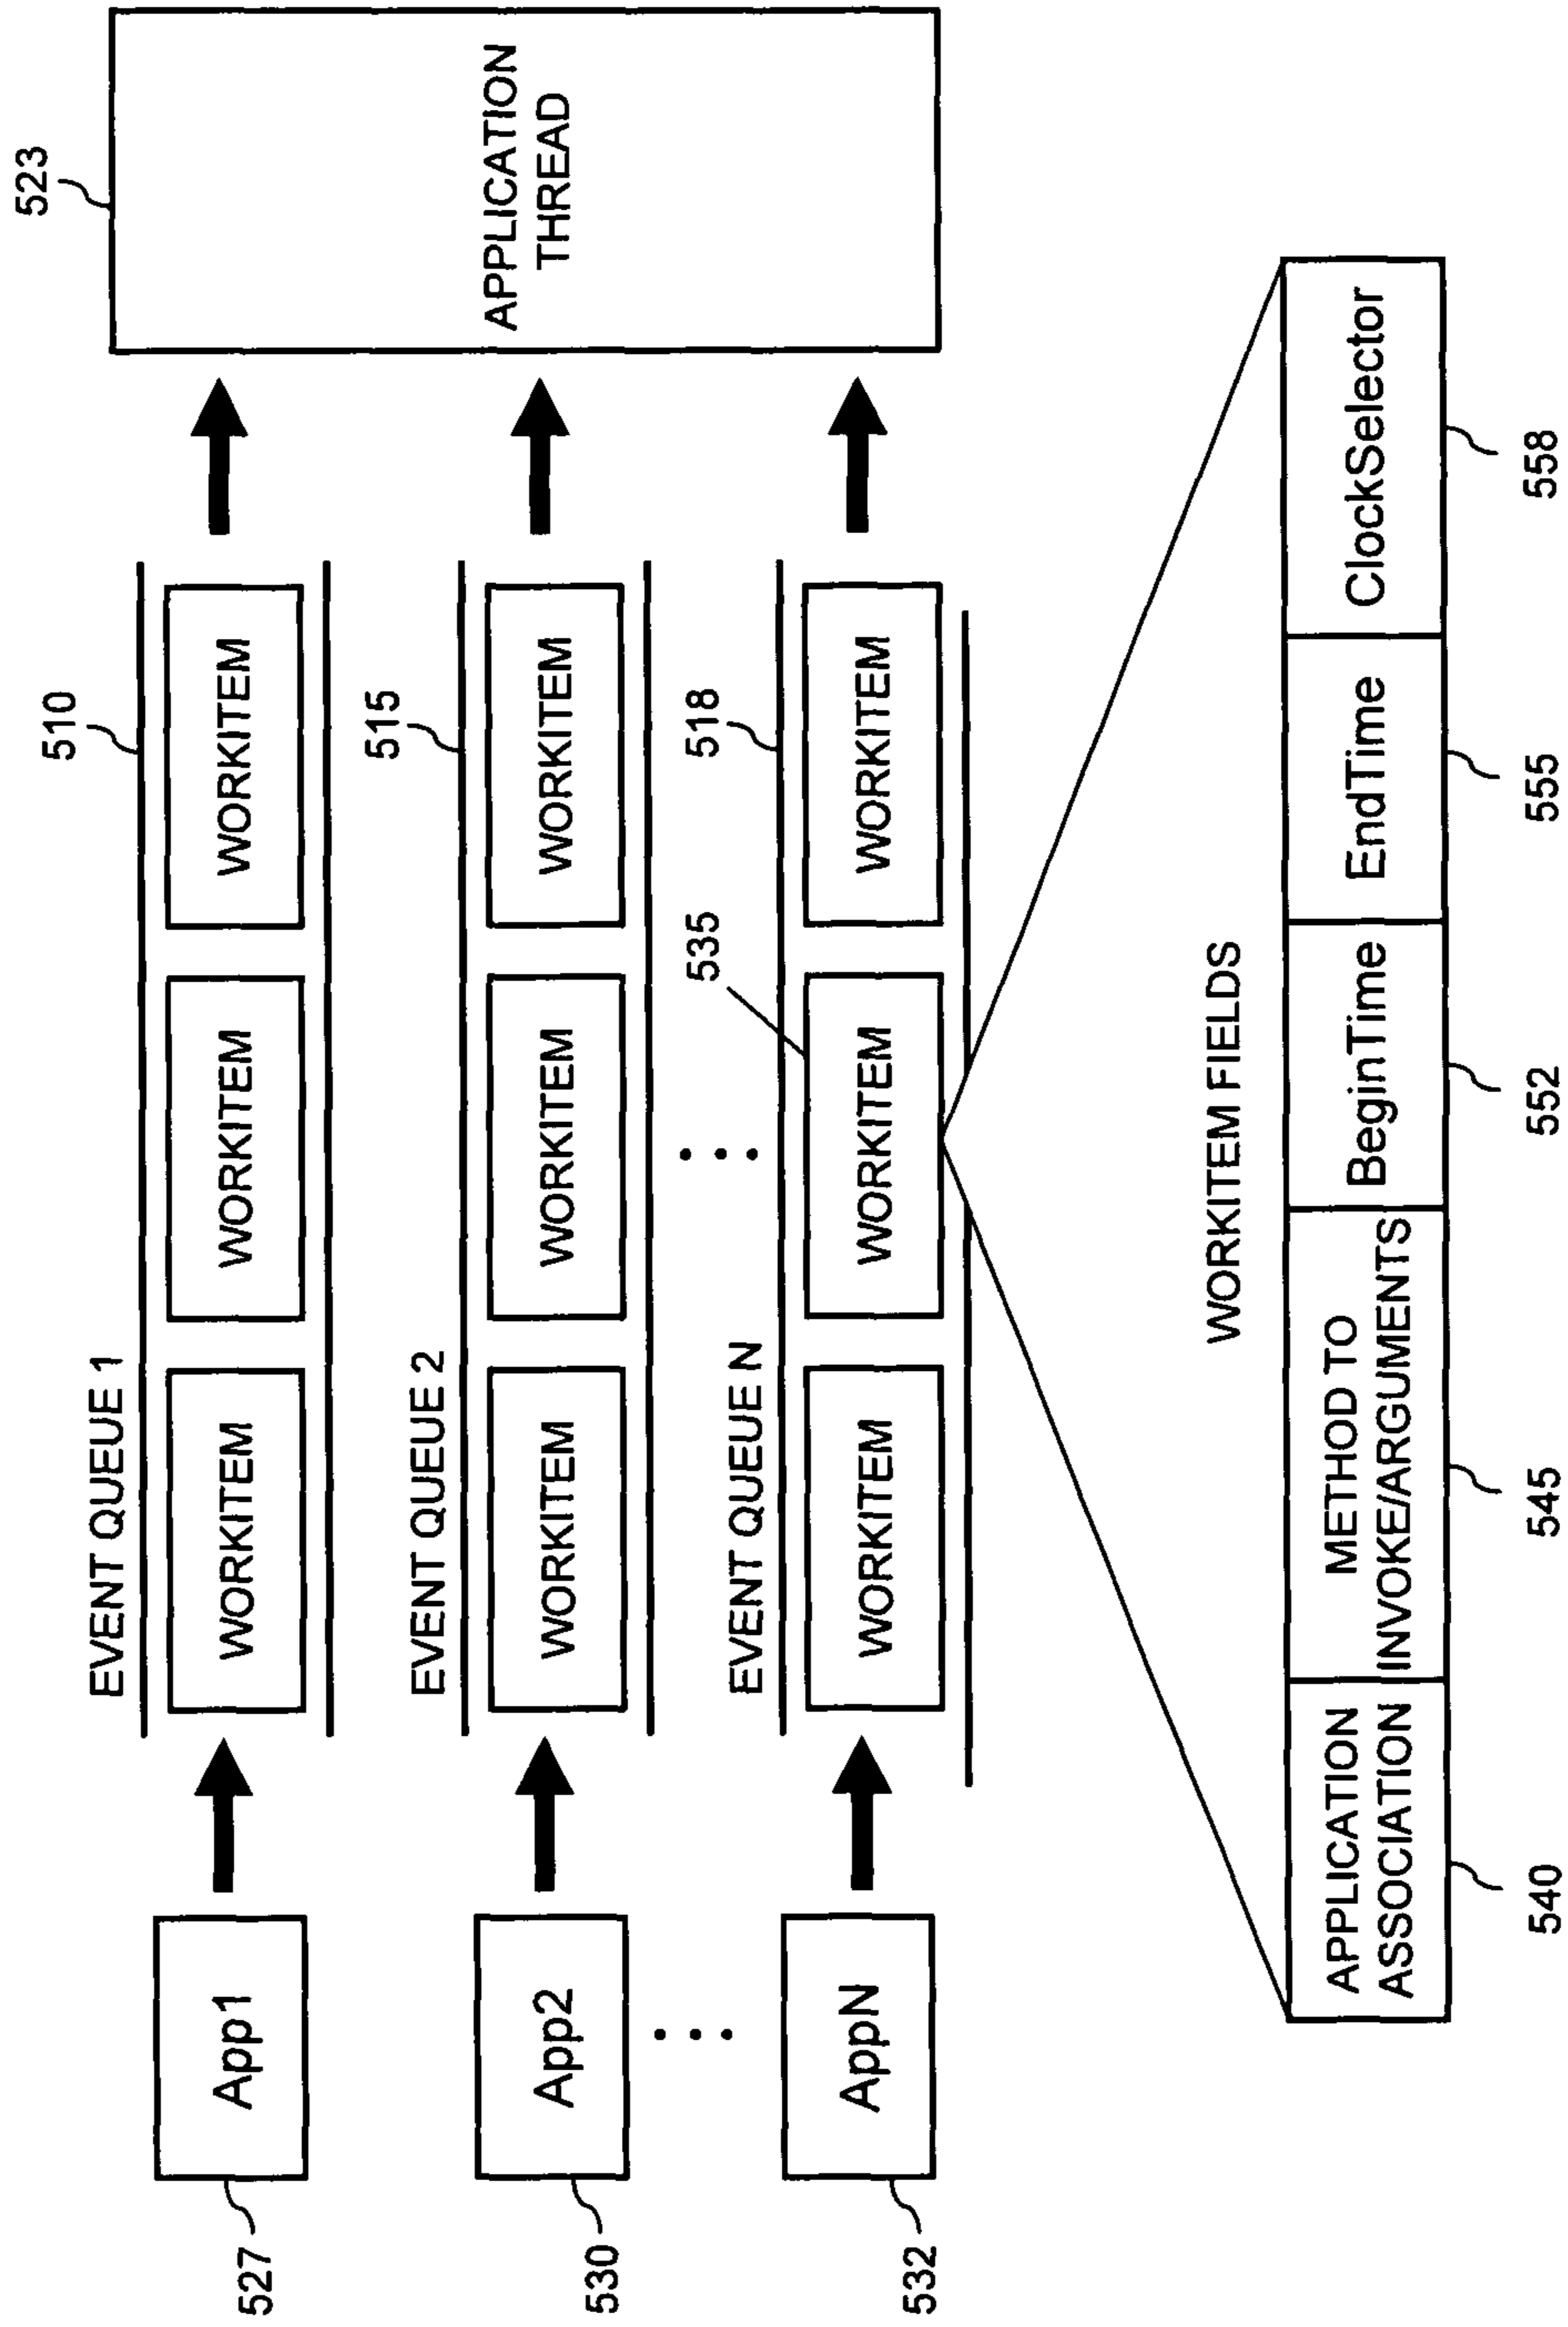 523
510
EVENT QUEUE 1
App1
WORKITEM
WORKITEM
WORKITEM
527
515
EVENT QUEUE 2
App2
WORKITEM
WORKITEM
WORKITEM
530
APPLICATION
THREAD
535
518
EVENT QUEUE N
AppN
WORKITEM
WORKITEM
WORKITEM
532
WORKITEM FIELDS
APPLICATION
ASSOCIATION
METHOD TO
INVOKE/ARGUMENTS
BeginTime
EndTime
ClockSelector
540
545
552
555
558